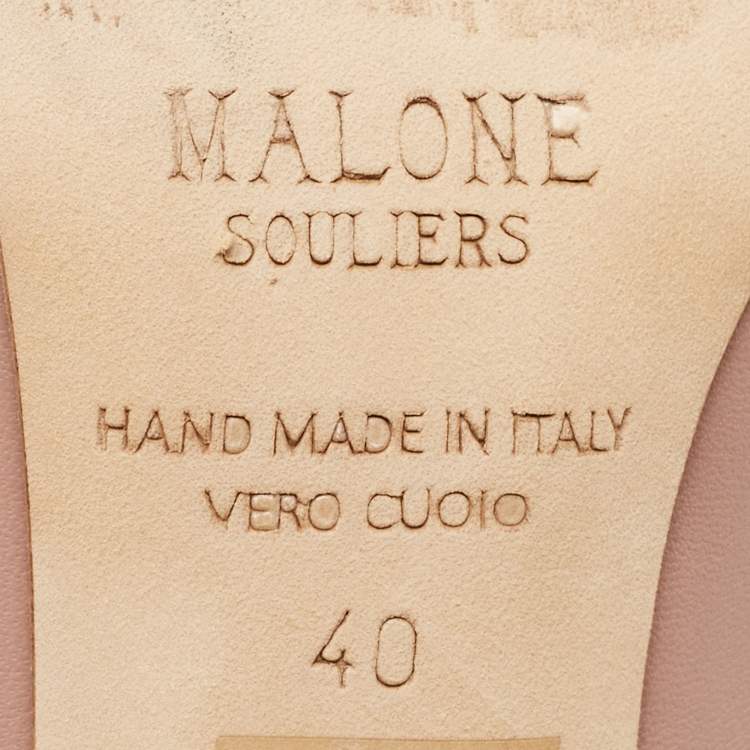 MALONE
SOULIERS
HAND MADE IN ITALY
VERO CUOIO
40